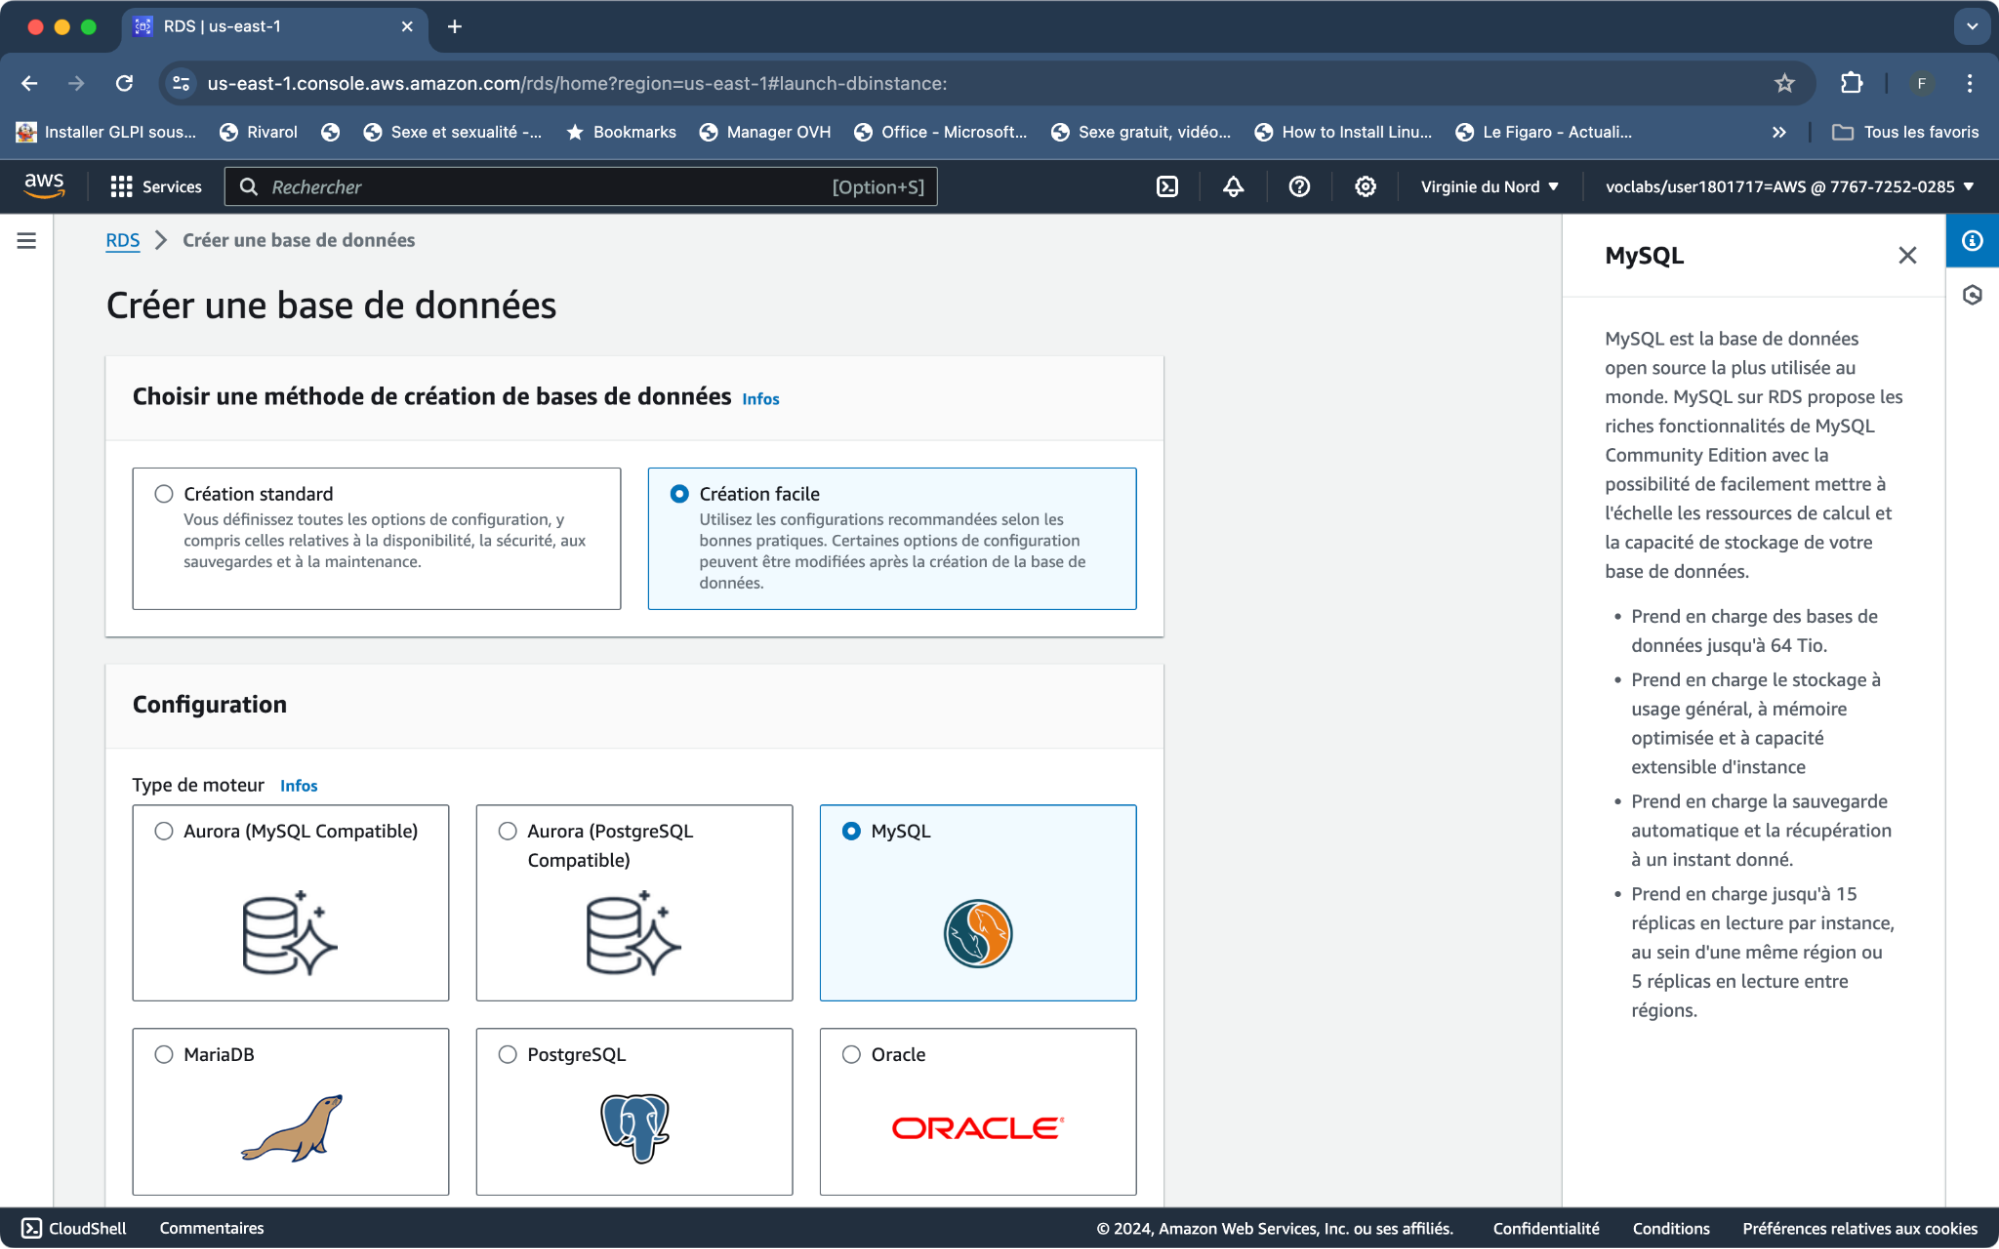 RDS | us-east-1
us-east-1.console.aws.amazon.com/rds/home?region=us-east-1#launch-dbinstance:
F
Installer GLPI sous...
Rivarol
Sexe et sexualité -...
Bookmarks
Manager OVH
Office - Microsoft...
Sexe gratuit, vidéo...
How to Install Linu...
Le Figaro - Actuali...
Tous les favoris
aws
Services
Rechercher
[Option+S]
Virginie du Nord
voclabs/user1801717=AWS @ 7767-7252-0285
RDS
Créer une base de données
Créer une base de données
Choisir une méthode de création de bases de données Infos
Création standard
Vous définissez toutes les options de configuration, y
compris celles relatives à la disponibilité, la sécurité, aux
sauvegardes et à la maintenance.
Création facile
Utilisez les configurations recommandées selon les
bonnes pratiques. Certaines options de configuration
peuvent être modifiées après la création de la base de
données.
Configuration
Type de moteur Infos
Aurora (MySQL Compatible)
Aurora (PostgreSQL
Compatible)
MySQL
MariaDB
PostgreSQL
Oracle
ORACLE
MySQL
MySQL est la base de données
open source la plus utilisée au
monde. MySQL sur RDS propose les
riches fonctionnalités de MySQL
Community Edition avec la
possibilité de facilement mettre à
l'échelle les ressources de calcul et
la capacité de stockage de votre
base de données.
• Prend en charge des bases de
données jusqu'à 64 Tio.
• Prend en charge le stockage à
usage général, à mémoire
optimisée et à capacité
extensible d'instance
• Prend en charge la sauvegarde
automatique et la récupération
à un instant donné.
• Prend en charge jusqu'à 15
réplicas en lecture par instance,
au sein d'une même région ou
5 réplicas en lecture entre
régions.
CloudShell
Commentaires
© 2024, Amazon Web Services, Inc. ou ses affiliés.
Confidentialité
Conditions
Préférences relatives aux cookies